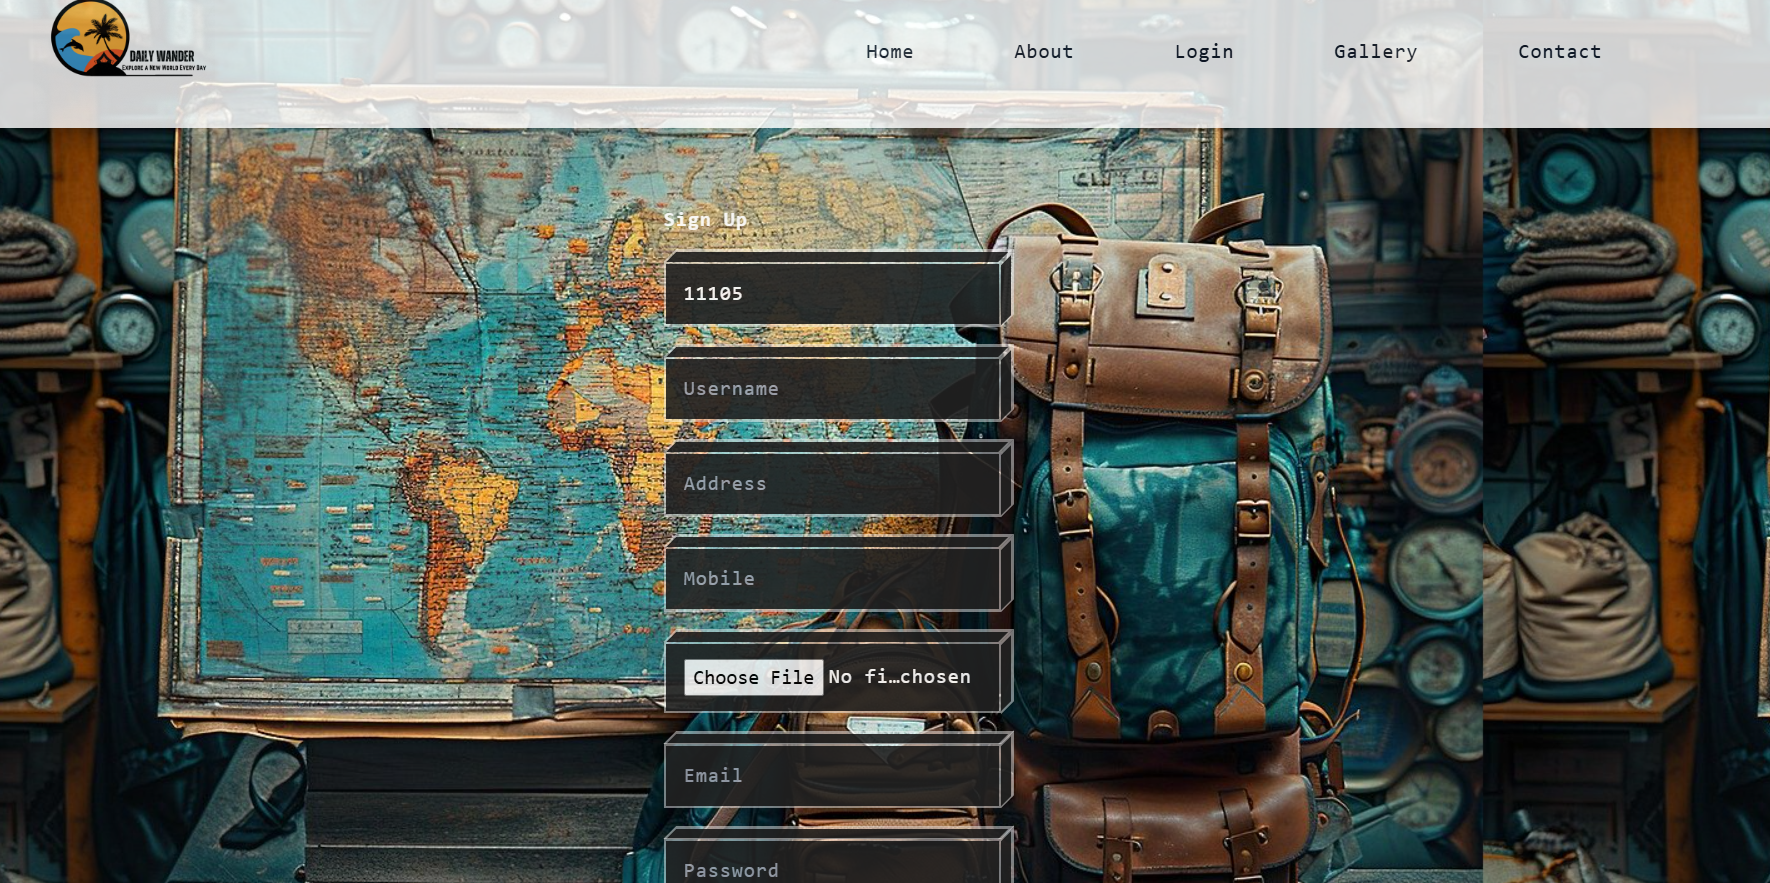 DAILY WANDER
EXPLORE A NEW WORLD EVERY DAY
Home About Login Gallery Contact
Sign Up
11105
Username
Address
Mobile
Choose File No fi…chosen
Email
Password